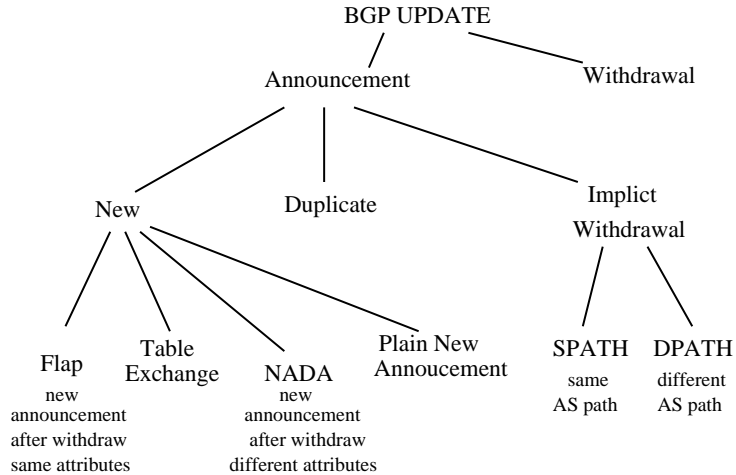 BGP UPDATE
Announcement
Withdrawal
New
Duplicate
Implict
Withdrawal
Flap
new
announcement
after withdraw
same attributes
Table
Exchange
NADA
new
announcement
after withdraw
different attributes
Plain New
Annoucement
SPATH
same
AS path
DPATH
different
AS path